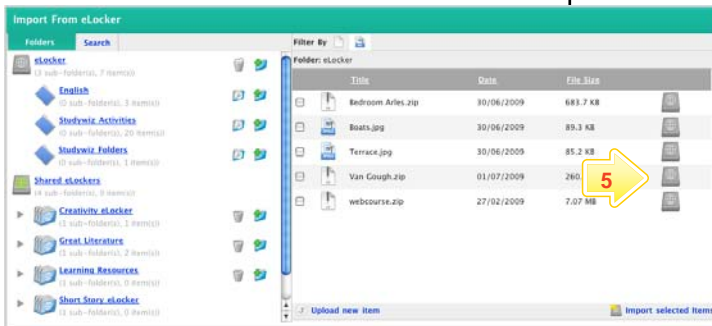 Import From eLocker
Folders Search
Filter By
eLocker
(3 sub-folder(s), 7 item(s))
English
(0 sub-folder(s), 3 item(s))
Studywiz Activities
(0 sub-folder(s), 20 item(s))
Studywiz Folders
(0 sub-folder(s), 1 item(s))
Shared eLockers
(4 sub-folder(s), 0 item(s))
Creativity eLocker
(1 sub-folder(s), 1 item(s))
Great Literature
(1 sub-folder(s), 2 item(s))
Learning Resources
(1 sub-folder(s), 0 item(s))
Short Story eLocker
(1 sub-folder(s), 0 item(s))
Folder: eLocker
Title Date File Size
Bedroom Arles.zip 30/06/2009 683.7 KB
Boats.jpg 30/06/2009 89.3 KB
Terrace.jpg 30/06/2009 85.2 KB
Van Gough.zip 01/07/2009 260. 5
webcourse.zip 27/02/2009 7.07 MB
Upload new item Import selected Items